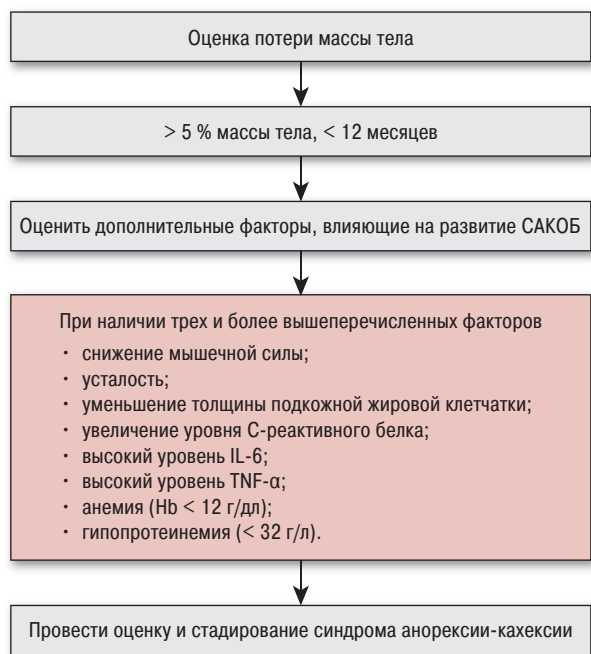 Оценка потери массы тела
> 5 % массы тела, < 12 месяцев
Оценить дополнительные факторы, влияющие на развитие САКОБ
При наличии трех и более вышеперечисленных факторов
· снижение мышечной силы;
· усталость;
· уменьшение толщины подкожной жировой клетчатки;
· увеличение уровня С-реактивного белка;
· высокий уровень IL-6;
· высокий уровень TNF-α;
· анемия (Hb < 12 г/дл);
· гипопротеинемия (< 32 г/л).
Провести оценку и стадирование синдрома анорексии-кахексии